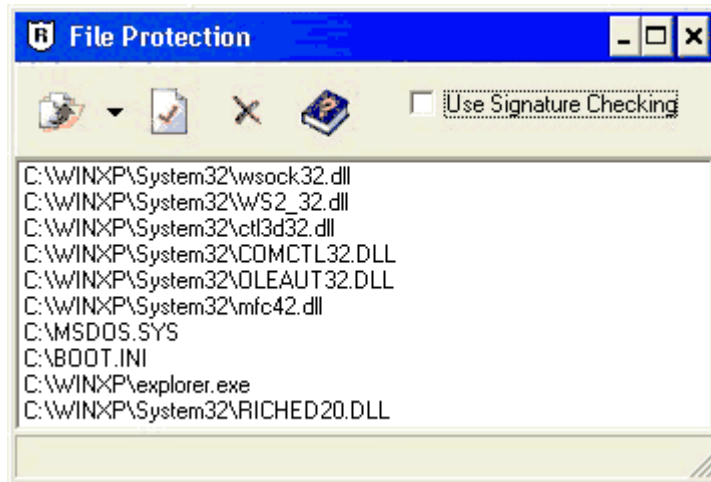 File Protection
Use Signature Checking
C:\WINXP\System32\wsock32.dll
C:\WINXP\System32\WS2_32.dll
C:\WINXP\System32\ctl3d32.dll
C:\WINXP\System32\COMCTL32.DLL
C:\WINXP\System32\OLEAUT32.DLL
C:\WINXP\System32\mfc42.dll
C:\MSDOS.SYS
C:\BOOT.INI
C:\WINXP\explorer.exe
C:\WINXP\System32\RICHED20.DLL